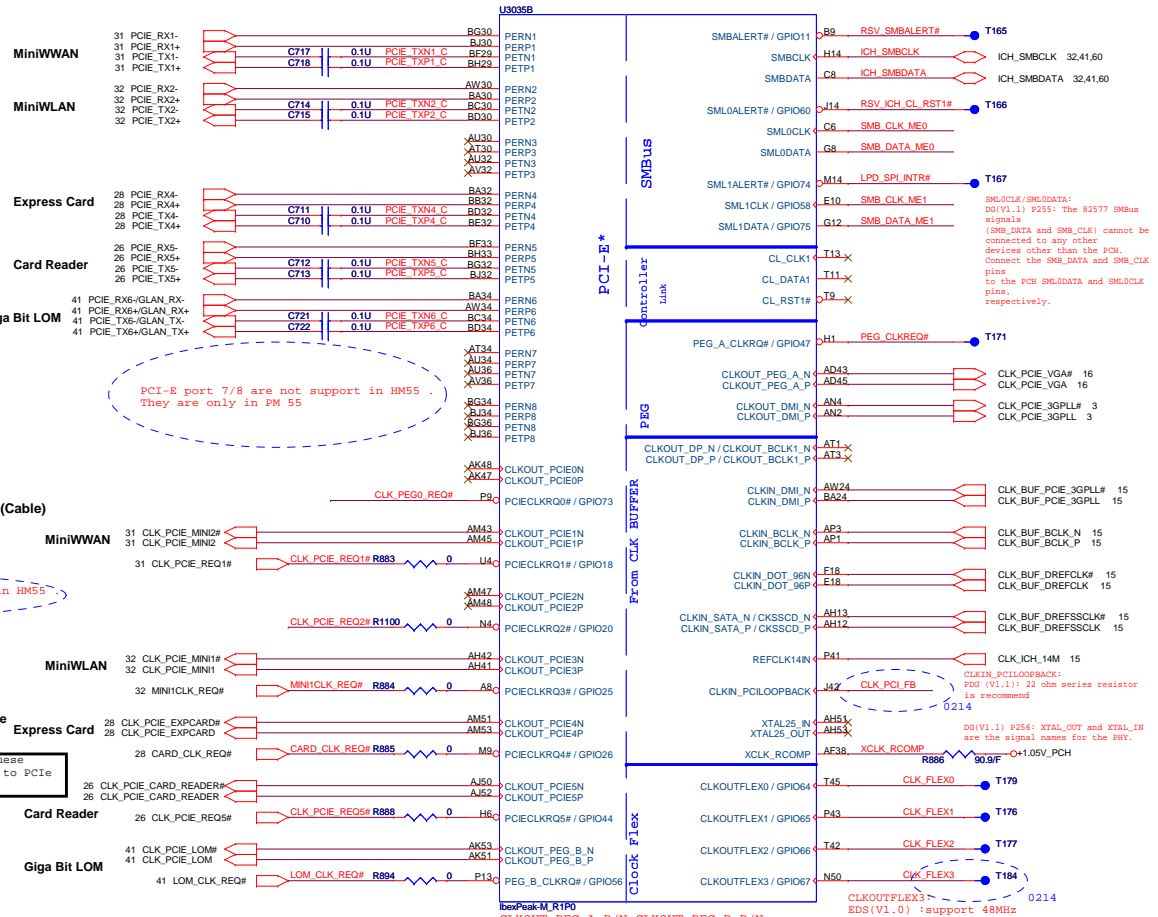 U3035B
MiniWWAN
31 PCIE_RX1- BG30 PERN1
31 PCIE_RX1+ BJ30 PERP1
31 PCIE_TX1- C717 0.1U PCIE_TXN1_C BF29 PETN1
31 PCIE_TX1+ C718 0.1U PCIE_TXP1_C BH29 PETP1
MiniWLAN
32 PCIE_RX2- AW30 PERN2
32 PCIE_RX2+ BA30 PERP2
32 PCIE_TX2- C714 0.1U PCIE_TXN2_C BC30 PETN2
32 PCIE_TX2+ C715 0.1U PCIE_TXP2_C BD30 PETP2
AU30 PERN3
AT30 PERP3
AU32 PETN3
AV32 PETP3
Express Card
28 PCIE_RX4- BA32 PERN4
28 PCIE_RX4+ BB32 PERP4
28 PCIE_TX4- C711 0.1U PCIE_TXN4_C BD32 PETN4
28 PCIE_TX4+ C710 0.1U PCIE_TXP4_C BE32 PETP4
Card Reader
26 PCIE_RX5- BF33 PERN5
26 PCIE_RX5+ BH33 PERP5
26 PCIE_TX5- C712 0.1U PCIE_TXN5_C BG32 PETN5
26 PCIE_TX5+ C713 0.1U PCIE_TXP5_C BJ32 PETP5
ga Bit LOM
41 PCIE_RX6-/GLAN_RX- BA34 PERN6
41 PCIE_RX6+/GLAN_RX+ AW34 PERP6
41 PCIE_TX6-/GLAN_TX- C721 0.1U PCIE_TXN6_C BC34 PETN6
41 PCIE_TX6+/GLAN_TX+ C722 0.1U PCIE_TXP6_C BD34 PETP6
AT34 PERN7
AU34 PERP7
AU36 PETN7
AV36 PETP7
PCI-E port 7/8 are not support in HM55 .
They are only in PM 55
BG34 PERN8
BJ34 PERP8
BG36 PETN8
BJ36 PETP8
AK48 CLKOUT_PCIE0N
AK47 CLKOUT_PCIE0P
CLK_PEG0_REQ# P9 PCIECLKRQ0# / GPIO73
(Cable)
MiniWWAN
31 CLK_PCIE_MINI2# AM43 CLKOUT_PCIE1N
31 CLK_PCIE_MINI2 AM45 CLKOUT_PCIE1P
31 CLK_PCIE_REQ1# CLK_PCIE_REQ1# R883 0 U4 PCIECLKRQ1# / GPIO18
in HM55 .
AM47 CLKOUT_PCIE2N
AM48 CLKOUT_PCIE2P
CLK_PCIE_REQ2# R1100 0 N4 PCIECLKRQ2# / GPIO20
MiniWLAN
32 CLK_PCIE_MINI1# AH42 CLKOUT_PCIE3N
32 CLK_PCIE_MINI1 AH41 CLKOUT_PCIE3P
32 MINI1CLK_REQ# MINI1CLK_REQ# R884 0 A8 PCIECLKRQ3# / GPIO25
e
Express Card
28 CLK_PCIE_EXPCARD# AM51 CLKOUT_PCIE4N
28 CLK_PCIE_EXPCARD AM53 CLKOUT_PCIE4P
28 CARD_CLK_REQ# CARD_CLK_REQ# R885 0 M9 PCIECLKRQ4# / GPIO26
hese
to PCIe
26 CLK_PCIE_CARD_READER# AJ50 CLKOUT_PCIE5N
26 CLK_PCIE_CARD_READER AJ52 CLKOUT_PCIE5P
Card Reader
26 CLK_PCIE_REQ5# CLK_PCIE_REQ5# R888 0 H6 PCIECLKRQ5# / GPIO44
Giga Bit LOM
41 CLK_PCIE_LOM# AK53 CLKOUT_PEG_B_N
41 CLK_PCIE_LOM AK51 CLKOUT_PEG_B_P
41 LOM_CLK_REQ# LOM_CLK_REQ# R894 0 P13 PEG_B_CLKRQ# / GPIO56
IbexPeak-M_R1P0
CLKOUT_PEG_A_P/N CLKOUT_PEG_B_P/N
PCI-E*
SMBus
Controller
Link
PEG
From CLK BUFFER
Clock Flex
SMBALERT# / GPIO11 B9 RSV_SMBALERT# T165
SMBCLK H14 ICH_SMBCLK ICH_SMBCLK 32,41,60
SMBDATA C8 ICH_SMBDATA ICH_SMBDATA 32,41,60
SML0ALERT# / GPIO60 J14 RSV_ICH_CL_RST1# T166
SML0CLK C6 SMB_CLK_ME0
SML0DATA G8 SMB_DATA_ME0
SML1ALERT# / GPIO74 M14 LPD_SPI_INTR# T167
SML1CLK / GPIO58 E10 SMB_CLK_ME1
SML1DATA / GPIO75 G12 SMB_DATA_ME1
SML0CLK/SML0DATA:
DG(V1.1) P255: The 82577 SMBus
signals
(SMB_DATA and SMB_CLK) cannot be
connected to any other
devices other than the PCH.
Connect the SMB_DATA and SMB_CLK
pins
to the PCH SML0DATA and SML0CLK
pins,
respectively.
CL_CLK1 T13
CL_DATA1 T11
CL_RST1# T9
PEG_A_CLKRQ# / GPIO47 H1 PEG_CLKREQ# T171
CLKOUT_PEG_A_N AD43 CLK_PCIE_VGA# 16
CLKOUT_PEG_A_P AD45 CLK_PCIE_VGA 16
CLKOUT_DMI_N AN4 CLK_PCIE_3GPLL# 3
CLKOUT_DMI_P AN2 CLK_PCIE_3GPLL 3
CLKOUT_DP_N / CLKOUT_BCLK1_N AT1
CLKOUT_DP_P / CLKOUT_BCLK1_P AT3
CLKIN_DMI_N AW24 CLK_BUF_PCIE_3GPLL# 15
CLKIN_DMI_P BA24 CLK_BUF_PCIE_3GPLL 15
CLKIN_BCLK_N AP3 CLK_BUF_BCLK_N 15
CLKIN_BCLK_P AP1 CLK_BUF_BCLK_P 15
CLKIN_DOT_96N F18 CLK_BUF_DREFCLK# 15
CLKIN_DOT_96P E18 CLK_BUF_DREFCLK 15
CLKIN_SATA_N / CKSSCD_N AH13 CLK_BUF_DREFSSCLK# 15
CLKIN_SATA_P / CKSSCD_P AH12 CLK_BUF_DREFSSCLK 15
REFCLK14IN P41 CLK_ICH_14M 15
CLKIN_PCILOOPBACK J42 CLK_PCI_FB
0214
CLKIN_PCILOOPBACK:
PDG (V1.1): 22 ohm series resistor
is recommend
XTAL25_IN AH51
XTAL25_OUT AH53
DG(V1.1) P256: XTAL_OUT and XTAL_IN
are the signal names for the PHY.
XCLK_RCOMP AF38 XCLK_RCOMP R886 90.9/F +1.05V_PCH
CLKOUTFLEX0 / GPIO64 T45 CLK_FLEX0 T179
CLKOUTFLEX1 / GPIO65 P43 CLK_FLEX1 T176
CLKOUTFLEX2 / GPIO66 T42 CLK_FLEX2 T177
CLKOUTFLEX3 / GPIO67 N50 CLK_FLEX3 T184
0214
CLKOUTFLEX3:
EDS(V1.0) :support 48MHz